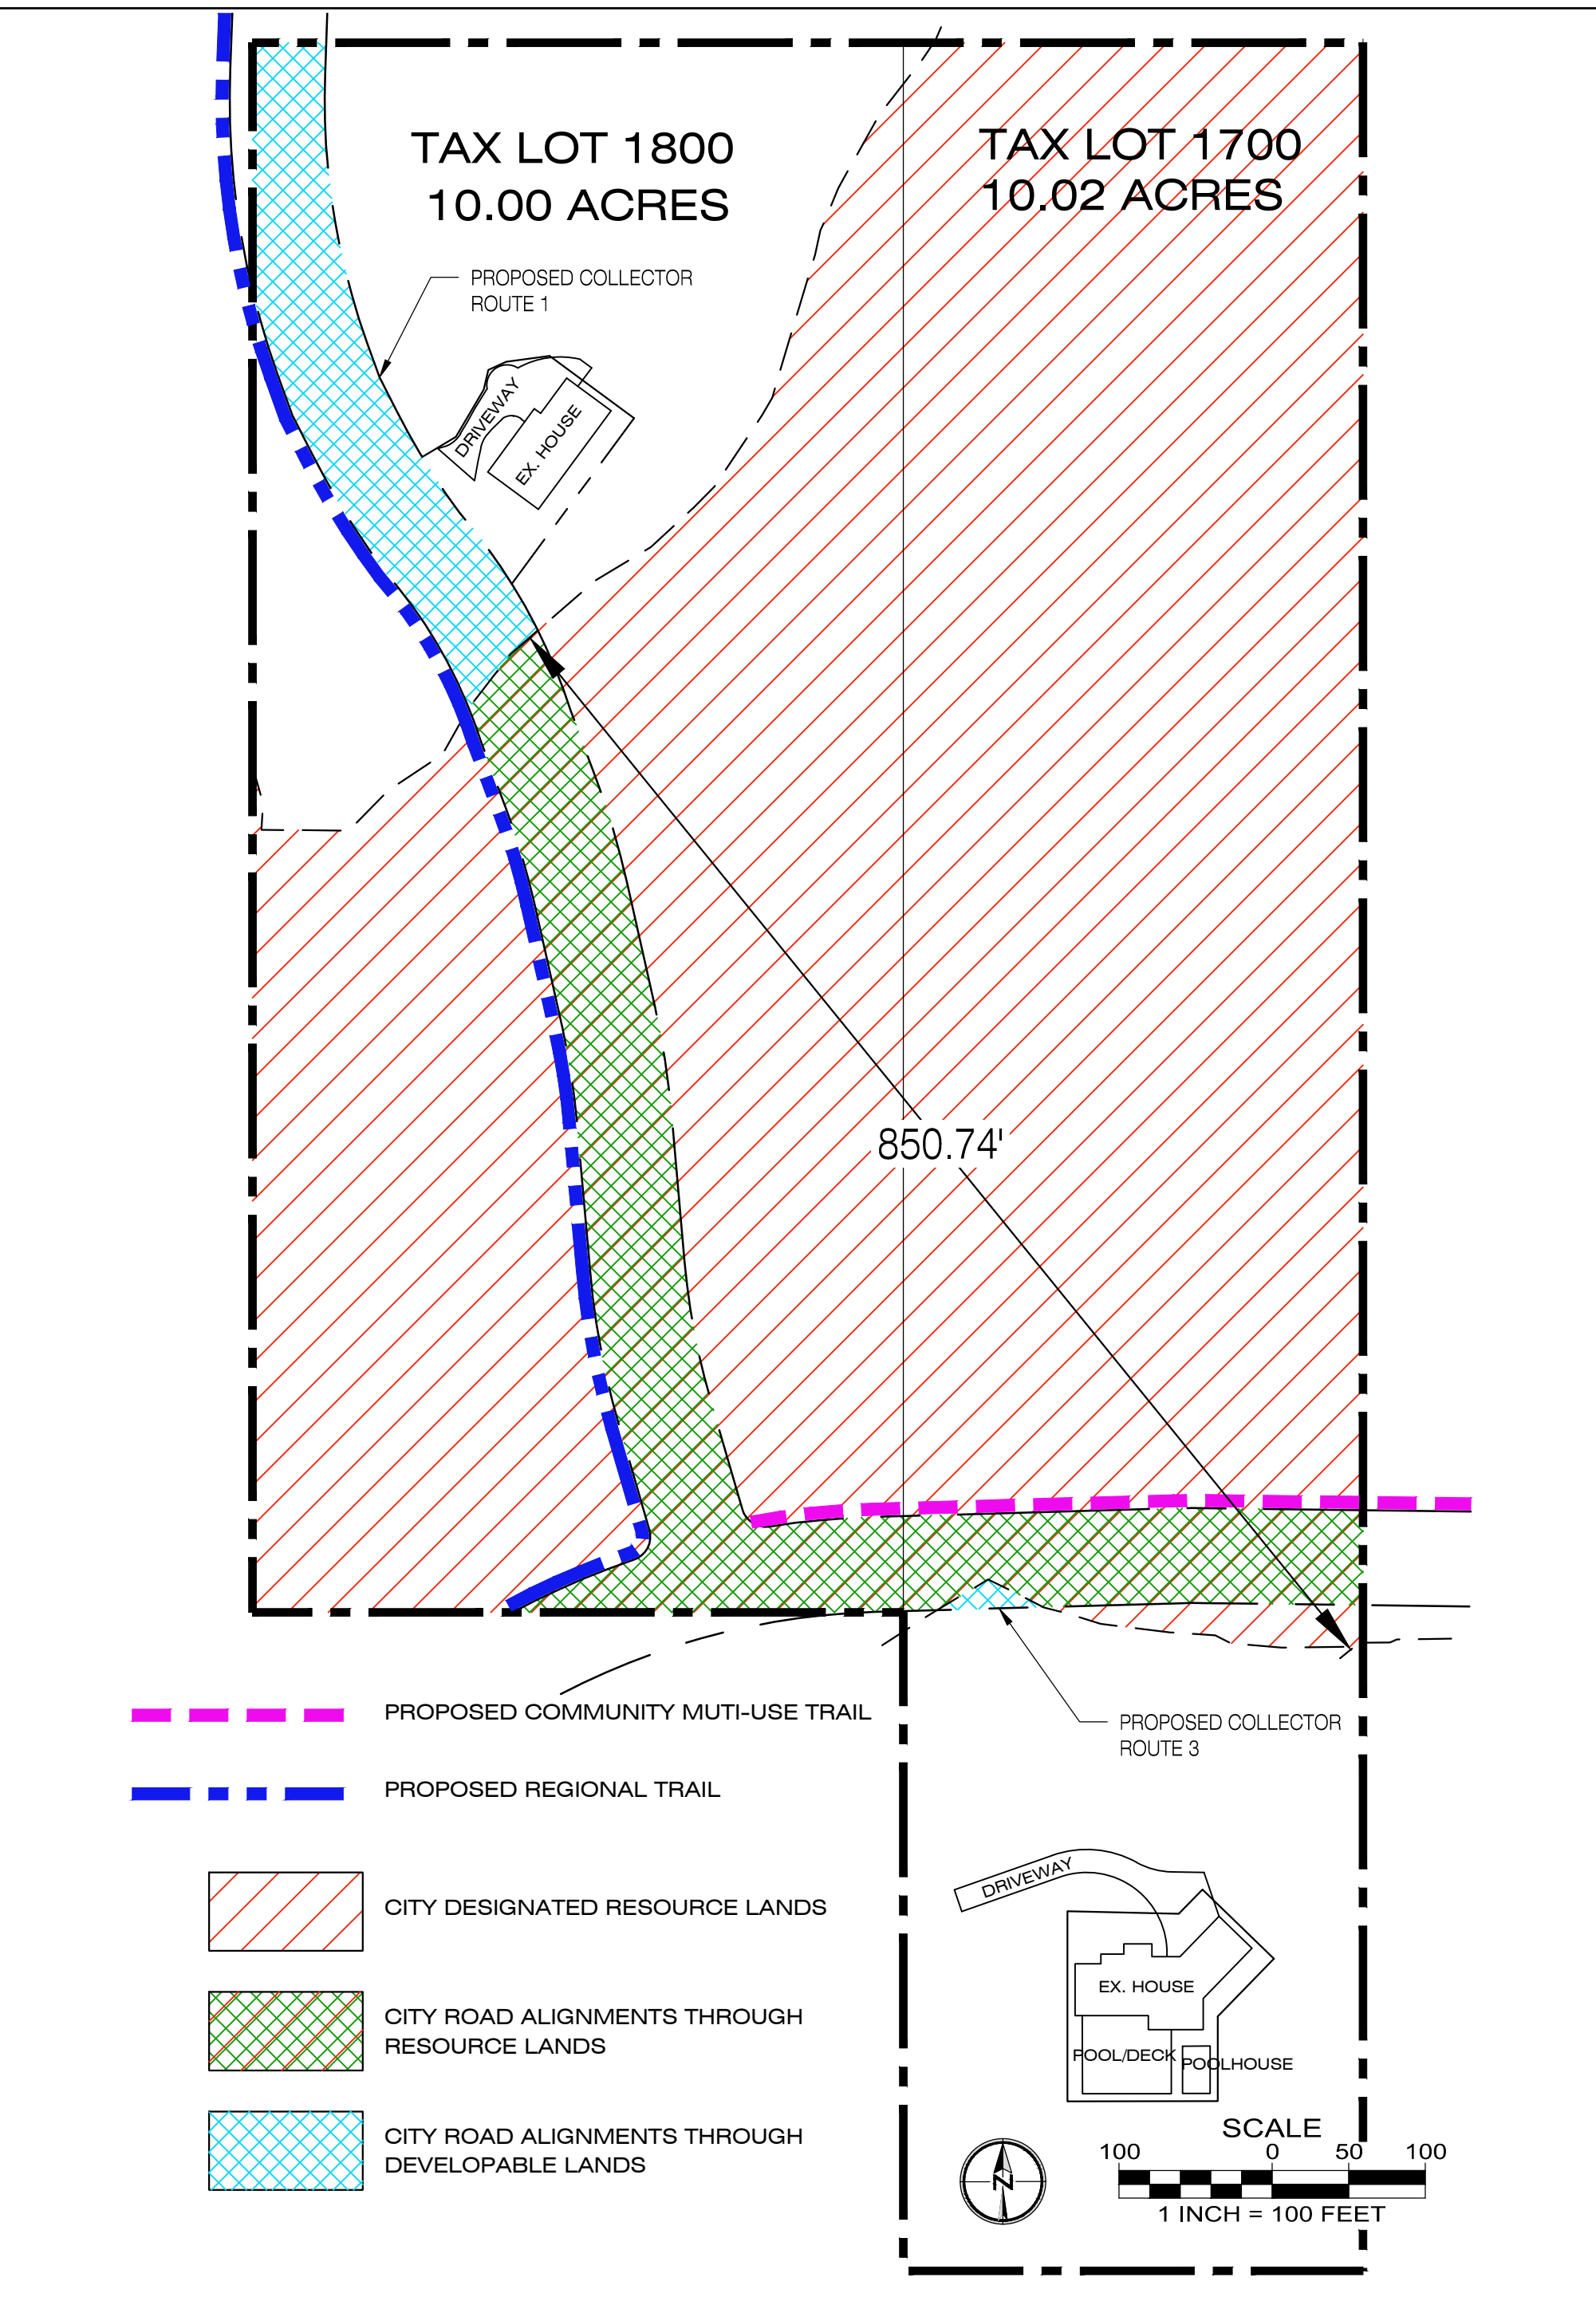 TAX LOT 1800
10.00 ACRES
TAX LOT 1700
10.02 ACRES
PROPOSED COLLECTOR
ROUTE 1
DRIVEWAY
EX. HOUSE
850.74'
PROPOSED COMMUNITY MUTI-USE TRAIL
PROPOSED COLLECTOR
ROUTE 3
PROPOSED REGIONAL TRAIL
DRIVEWAY
CITY DESIGNATED RESOURCE LANDS
EX. HOUSE
CITY ROAD ALIGNMENTS THROUGH
RESOURCE LANDS
POOL/DECK
POOLHOUSE
CITY ROAD ALIGNMENTS THROUGH
DEVELOPABLE LANDS
SCALE
100 0 50 100
N
1 INCH = 100 FEET